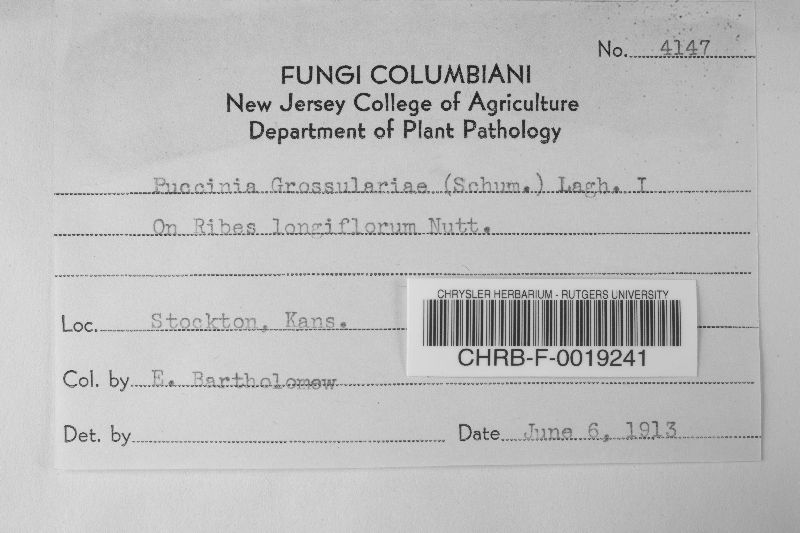 No. 4147
FUNGI COLUMBIANI
New Jersey College of Agriculture
Department of Plant Pathology
Puccinia Grossulariae (Schum.) Lagh. I
On Ribes longiflorum Nutt.
CHRYSLER HERBARIUM - RUTGERS UNIVERSITY
Loc. Stockton, Kans.
CHRB-F-0019241
Col. by E. Bartholomew
Det. by
Date June 6, 1913